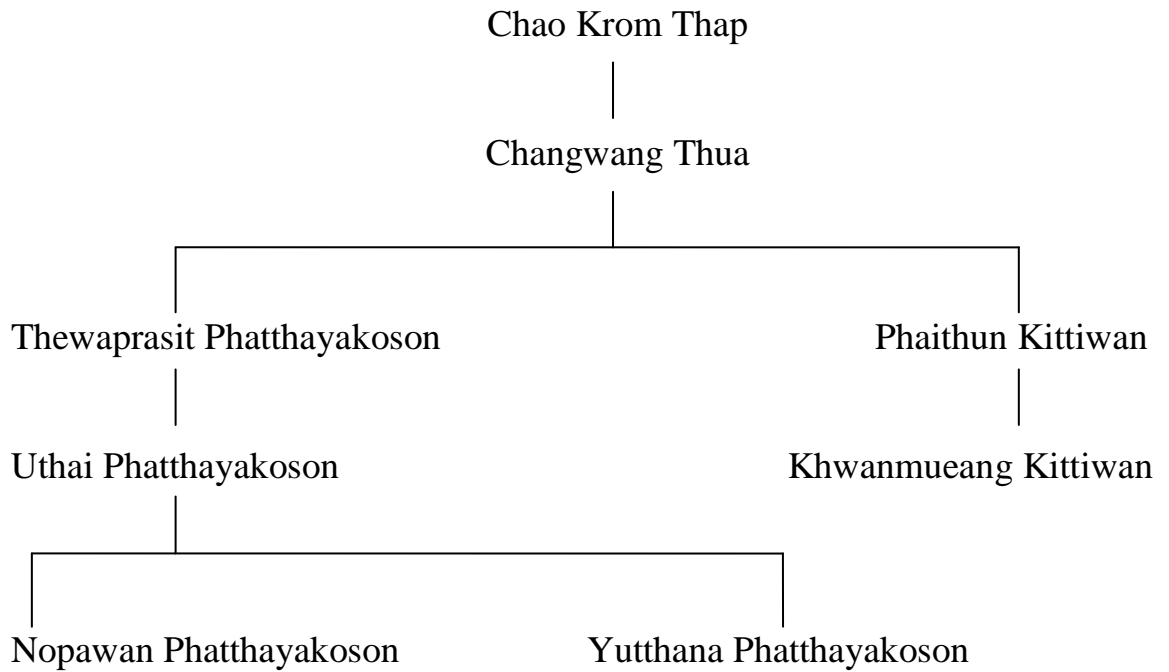 Chao Krom Thap
Changwang Thua
Thewaprasit Phatthayakoson Phaithun Kittiwan
Uthai Phatthayakoson Khwanmueang Kittiwan
Nopawan Phatthayakoson Yutthana Phatthayakoson